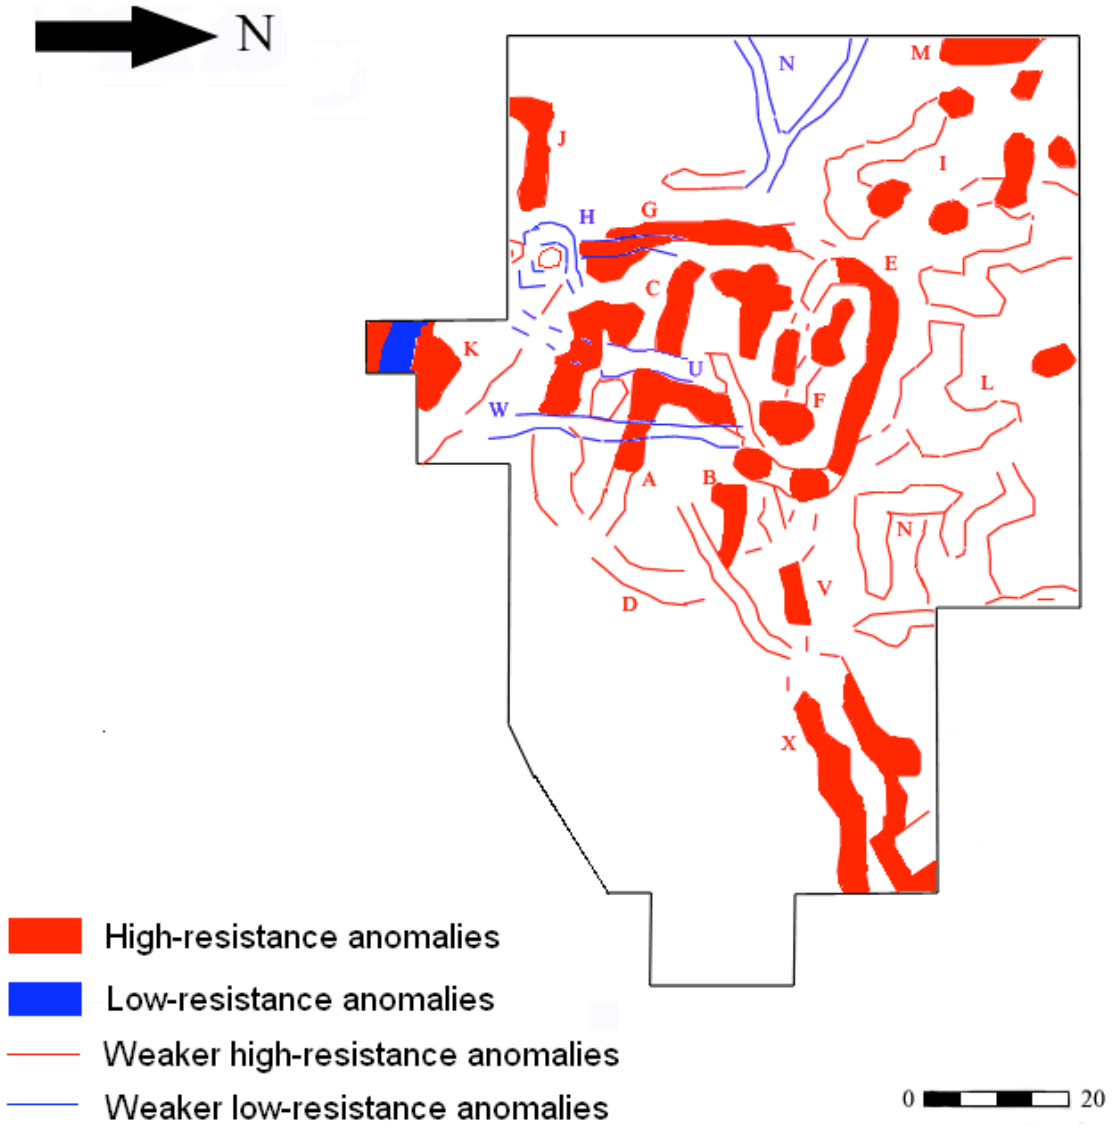 N
N
M
J
I
H
G
E
C
K
U
L
W
F
A
B
N
V
D
X
High-resistance anomalies
Low-resistance anomalies
Weaker high-resistance anomalies
Weaker low-resistance anomalies
0 20